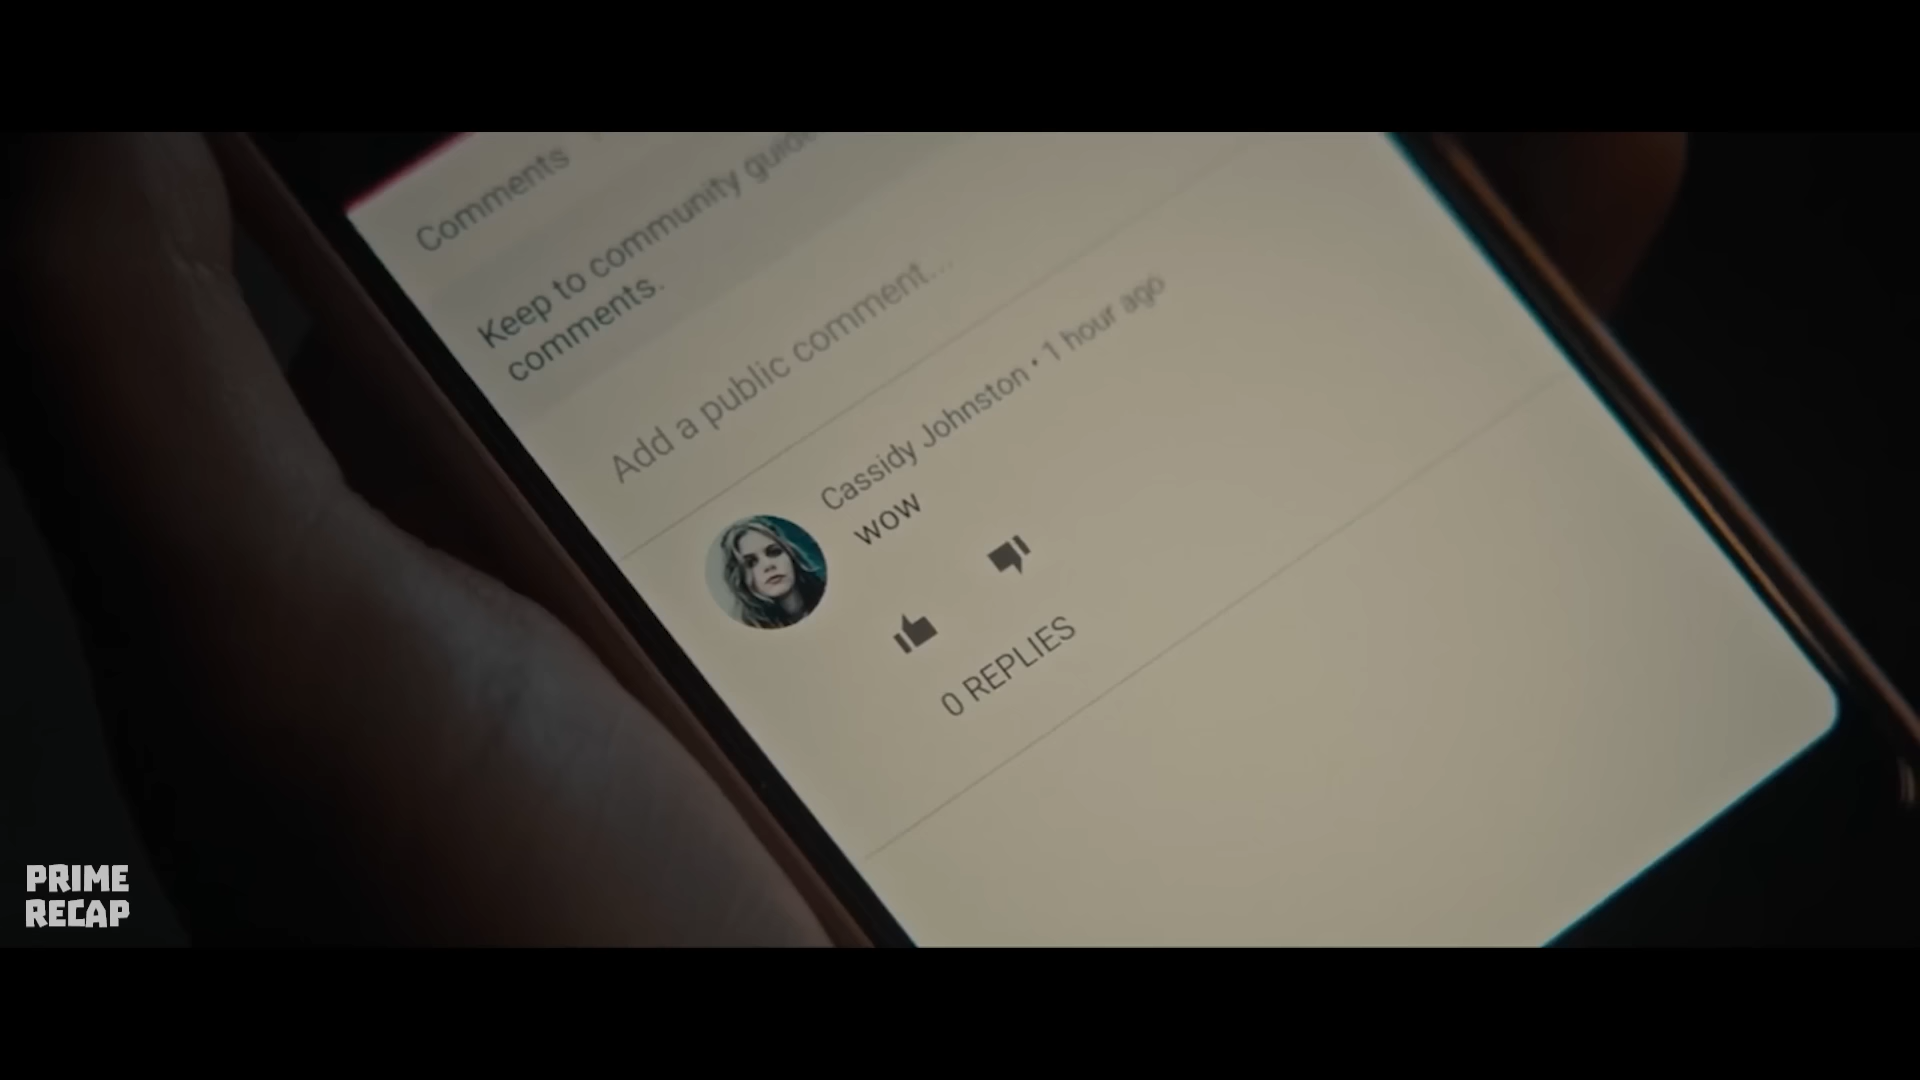 Comments
Keep to community
comments.
Add a public comment...
Cassidy Johnston • 1 hour ago
wow
0 REPLIES
PRIME
RECAP